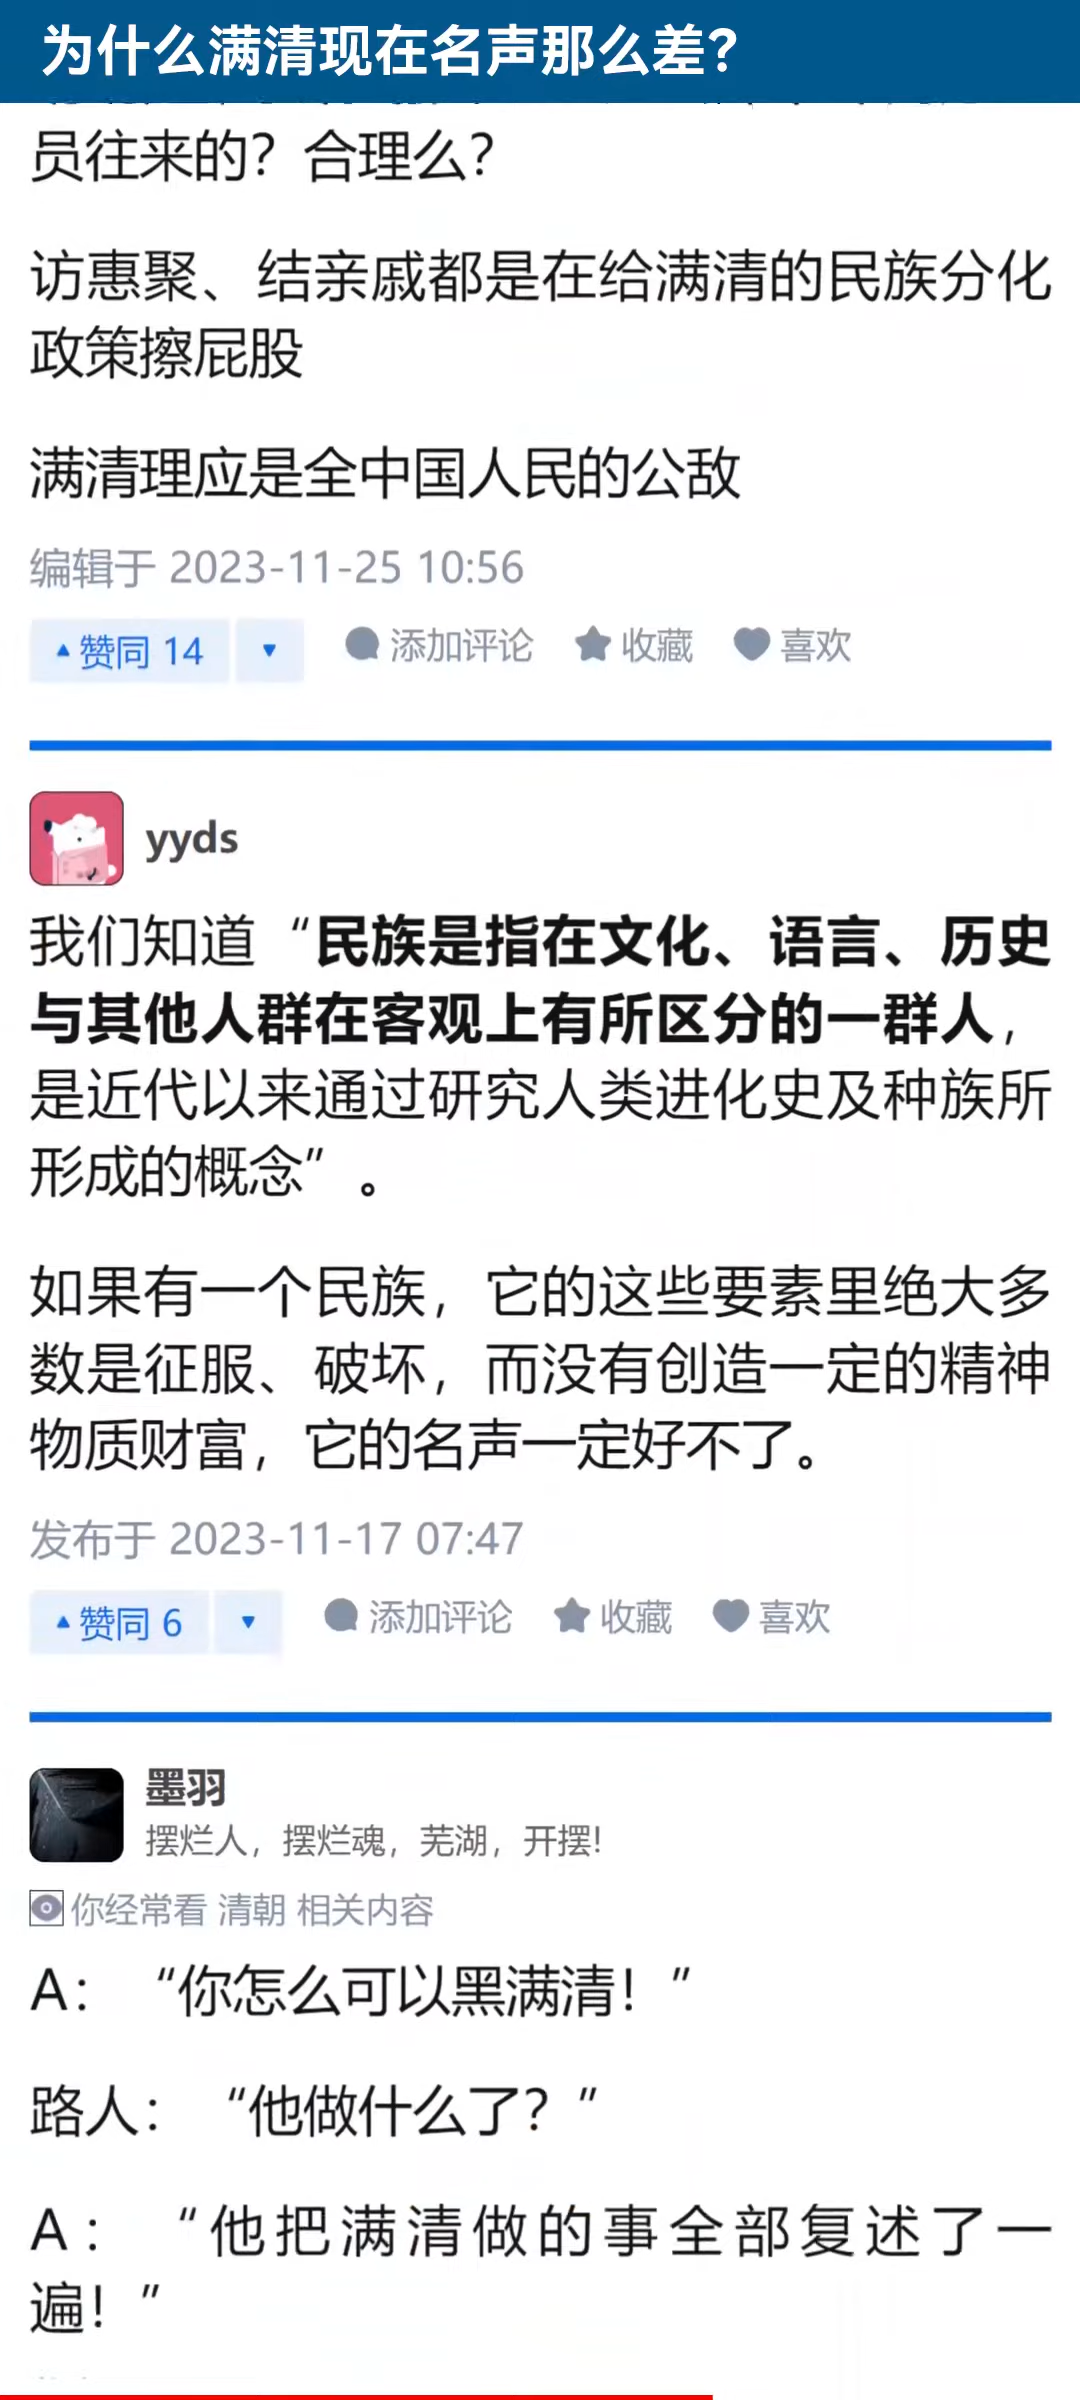 为什么满清现在名声那么差?
员往来的？合理么？
访惠聚、结亲戚都是在给满清的民族分化
政策擦屁股
满清理应是全中国人民的公敌
编辑于 2023-11-25 10:56
赞同 14 添加评论 收藏 喜欢
yyds
我们知道“民族是指在文化、语言、历史
与其他人群在客观上有所区分的一群人，
是近代以来通过研究人类进化史及种族所
形成的概念”。
如果有一个民族，它的这些要素里绝大多
数是征服、破坏，而没有创造一定的精神
物质财富，它的名声一定好不了。
发布于 2023-11-17 07:47
赞同 6 添加评论 收藏 喜欢
墨羽
摆烂人，摆烂魂，芜湖，开摆!
你经常看 清朝 相关内容
A：“你怎么可以黑满清！”
路人：“他做什么了？”
A：“他把满清做的事全部复述了一
遍！”